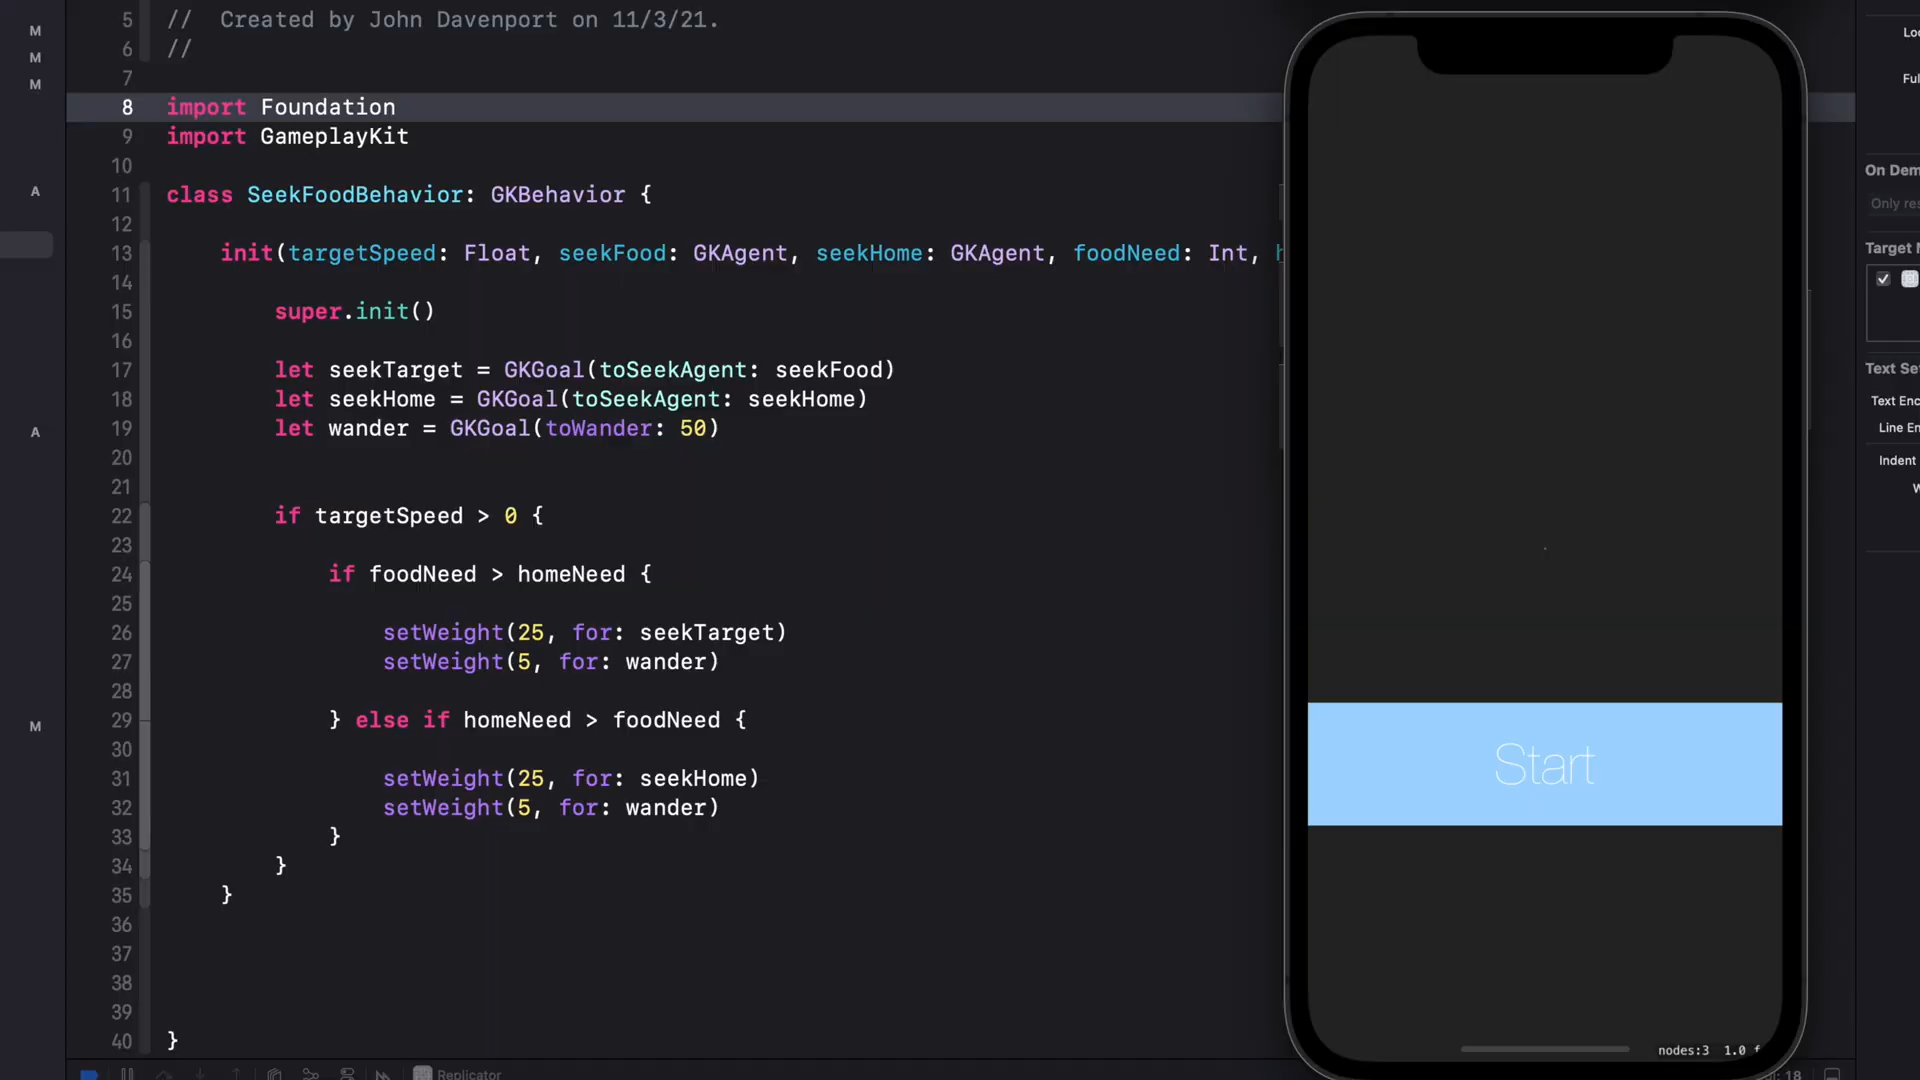 5 //  Created by John Davenport on 11/3/21.
6 //
7
8 import Foundation
9 import GameplayKit
10
11 class SeekFoodBehavior: GKBehavior {
12
13     init(targetSpeed: Float, seekFood: GKAgent, seekHome: GKAgent, foodNeed: Int,
14
15         super.init()
16
17         let seekTarget = GKGoal(toSeekAgent: seekFood)
18         let seekHome = GKGoal(toSeekAgent: seekHome)
19         let wander = GKGoal(toWander: 50)
20
21
22         if targetSpeed > 0 {
23
24             if foodNeed > homeNeed {
25
26                 setWeight(25, for: seekTarget)
27                 setWeight(5, for: wander)
28
29             } else if homeNeed > foodNeed {
30
31                 setWeight(25, for: seekHome)
32                 setWeight(5, for: wander)
33             }
34         }
35     }
36
37
38
39
40 }
M
M
M
A
A
M
Replicator
Start
nodes:3 1.0 f
18
Loc
Ful
On Dem
Only res
Target M
Text Set
Text Enc
Line En
Indent
W